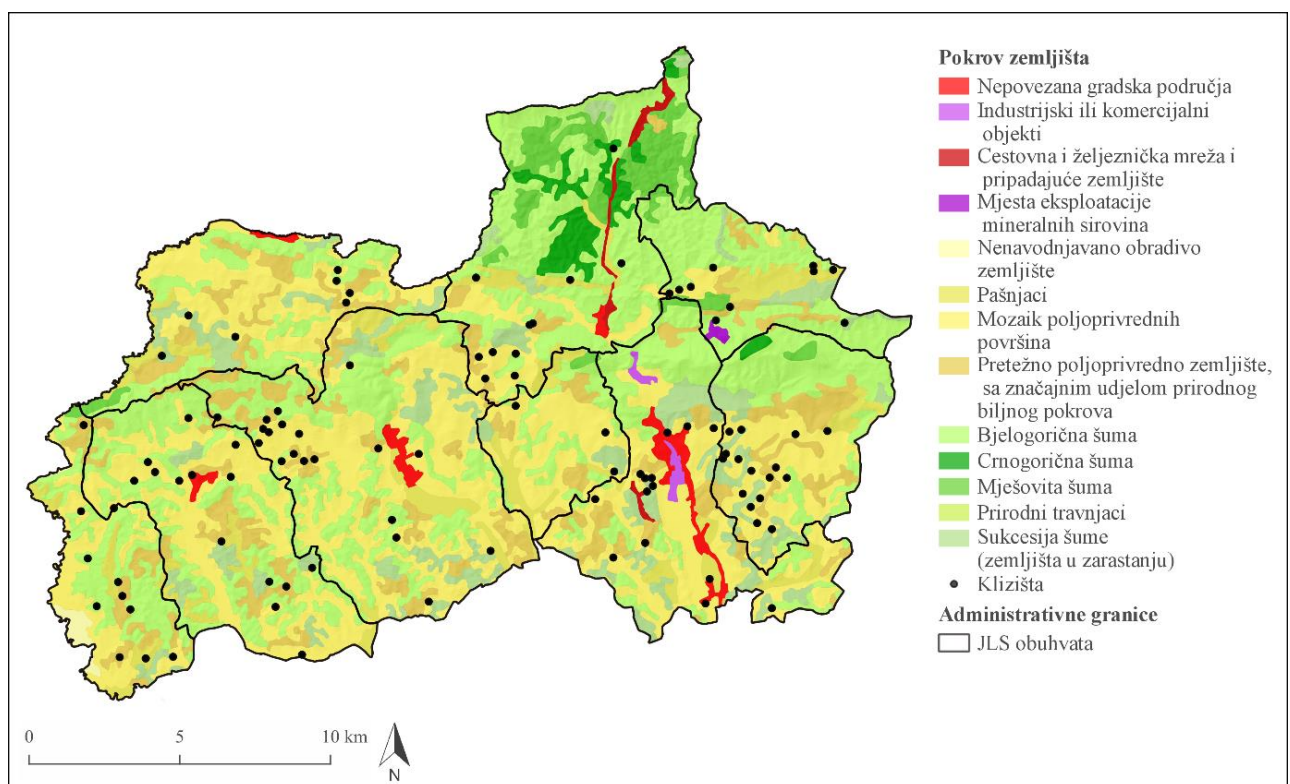 Pokrov zemljišta
Nepovezana gradska područja
Industrijski ili komercijalni
objekti
Cestovna i željeznička mreža i
pripadajuće zemljište
Mjesta eksploatacije
mineralnih sirovina
Nenavodnjavano obradivo
zemljište
Pašnjaci
Mozaik poljoprivrednih
površina
Pretežno poljoprivredno zemljište,
sa značajnim udjelom prirodnog
biljnog pokrova
Bjelogorična šuma
Crnogorična šuma
Mješovita šuma
Prirodni travnjaci
Sukcesija šume
(zemljišta u zarastanju)
Klizišta
Administrativne granice
JLS obuhvata
0 5 10 km
N